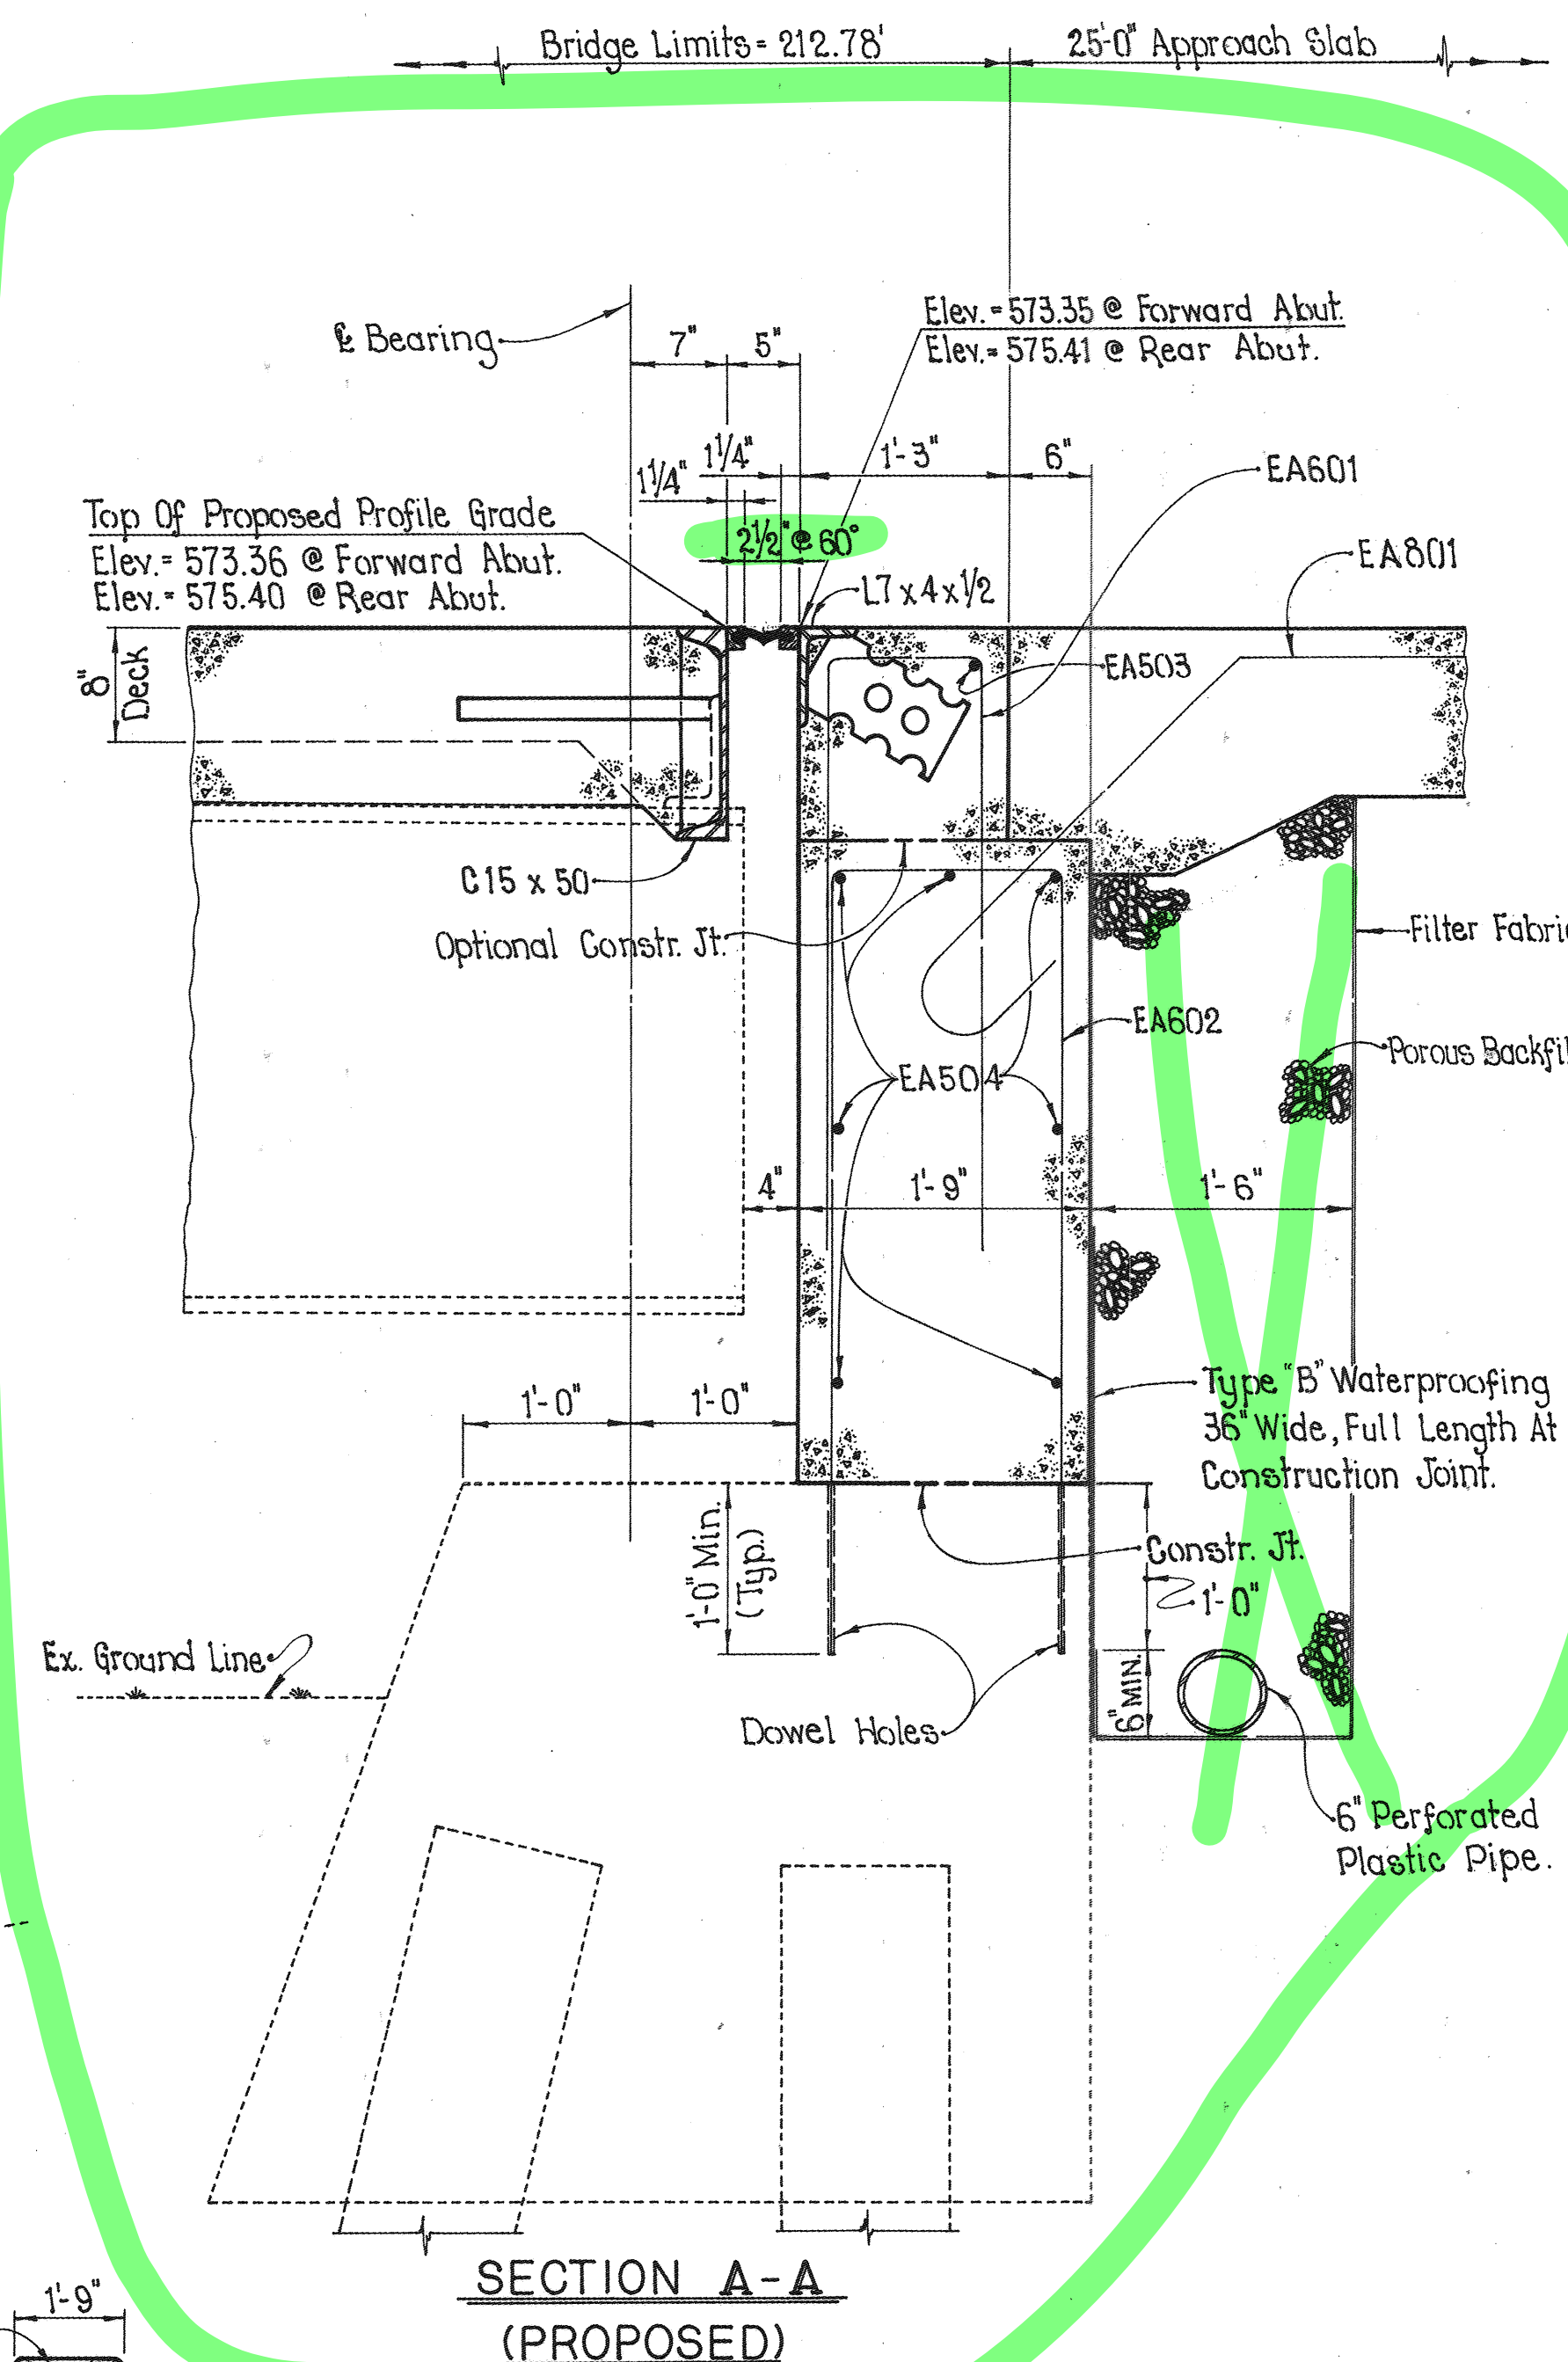 Bridge Limits = 212.78'
25'-0" Approach Slab
℄ Bearing
7"
5"
Elev. = 573.35 @ Forward Abut.
Elev. = 575.41 @ Rear Abut.
1 1/4"
1 1/4"
1'-3"
6"
EA601
Top Of Proposed Profile Grade
Elev. = 573.36 @ Forward Abut.
Elev. = 575.40 @ Rear Abut.
2 1/2" @ 60°
EA801
L7 x 4 x 1/2
8"
Deck
EA503
C15 x 50
Optional Constr. Jt.
Filter
EA602
Porous
EA504
4"
1'-9"
1'-6"
1'-0"
1'-0"
Type "B" Waterproofing
36" Wide, Full Length At
Construction Joint.
1'-0" Min.
(Typ.)
Constr. Jt.
1'-0"
Ex. Ground Line
6" MIN.
Dowel Holes
6" Perforated
Plastic Pipe.
SECTION A-A
(PROPOSED)
1'-9"